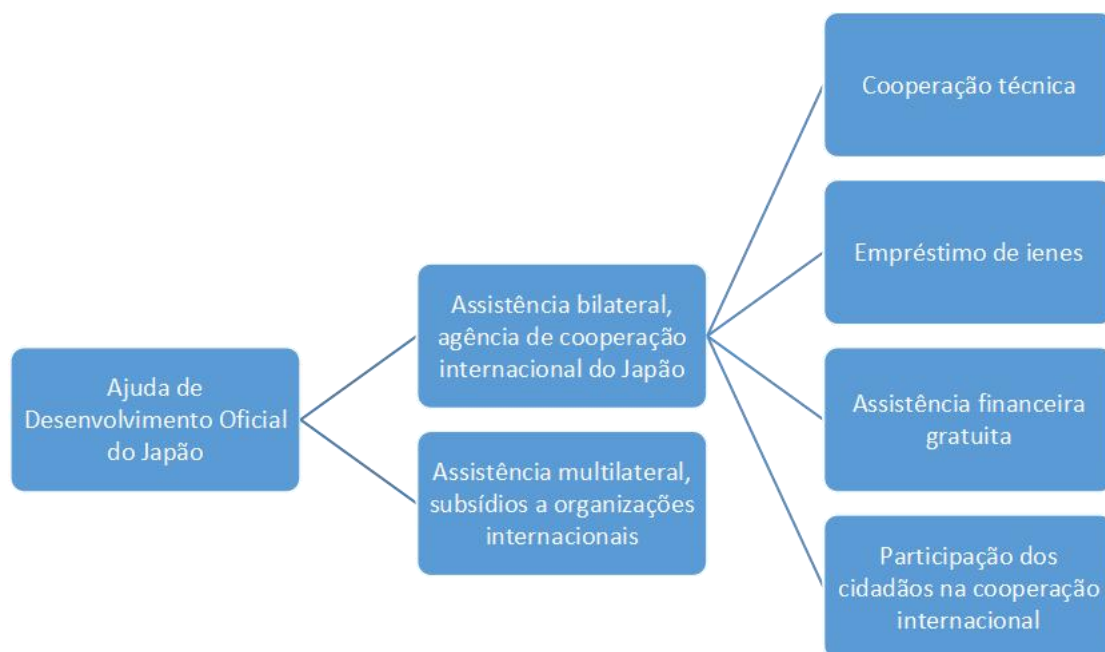 Ajuda de
Desenvolvimento Oficial
do Japão
Assistência bilateral,
agência de cooperação
internacional do Japão
Assistência multilateral,
subsídios a organizações
internacionais
Cooperação técnica
Empréstimo de ienes
Assistência financeira
gratuita
Participação dos
cidadãos na cooperação
internacional